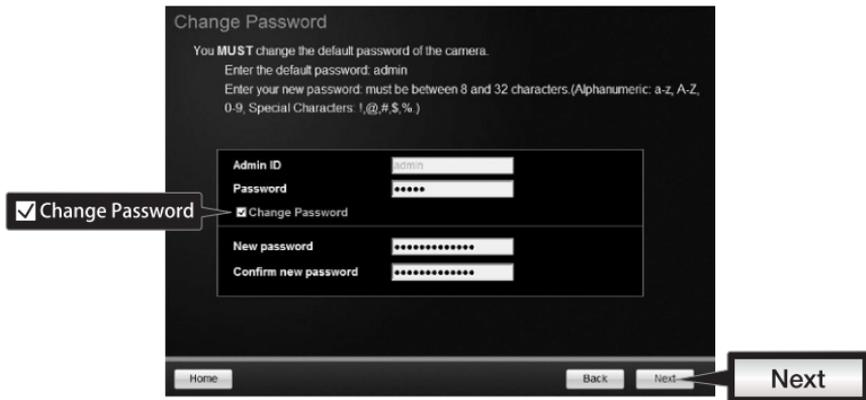 Change Password
You MUST change the default password of the camera.
Enter the default password: admin
Enter your new password: must be between 8 and 32 characters.(Alphanumeric: a-z, A-Z,
0-9, Special Characters: !,@,#,$,%.)
Admin ID
admin
Password
•••••
Change Password
Change Password
New password
•••••••••••••
Confirm new password
•••••••••••••
Home
Back
Next
Next